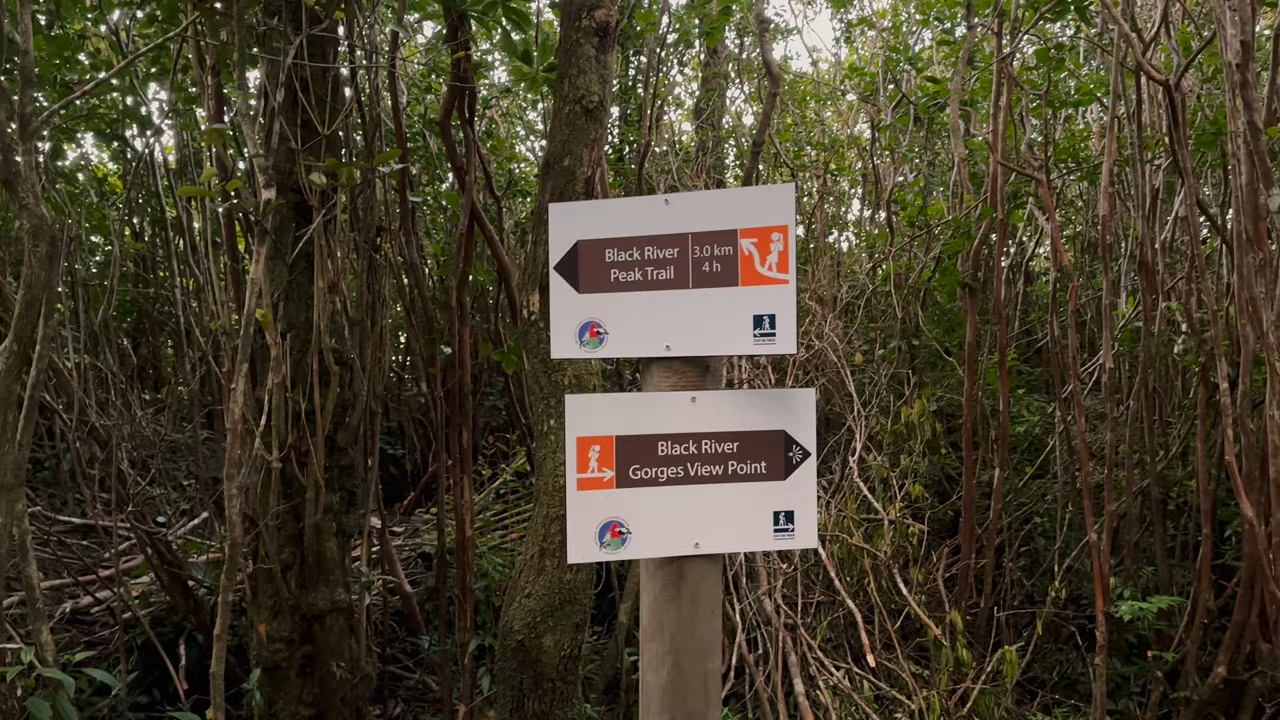 Black River
Peak Trail
3.0 km
4 h
Black River
Gorges View Point